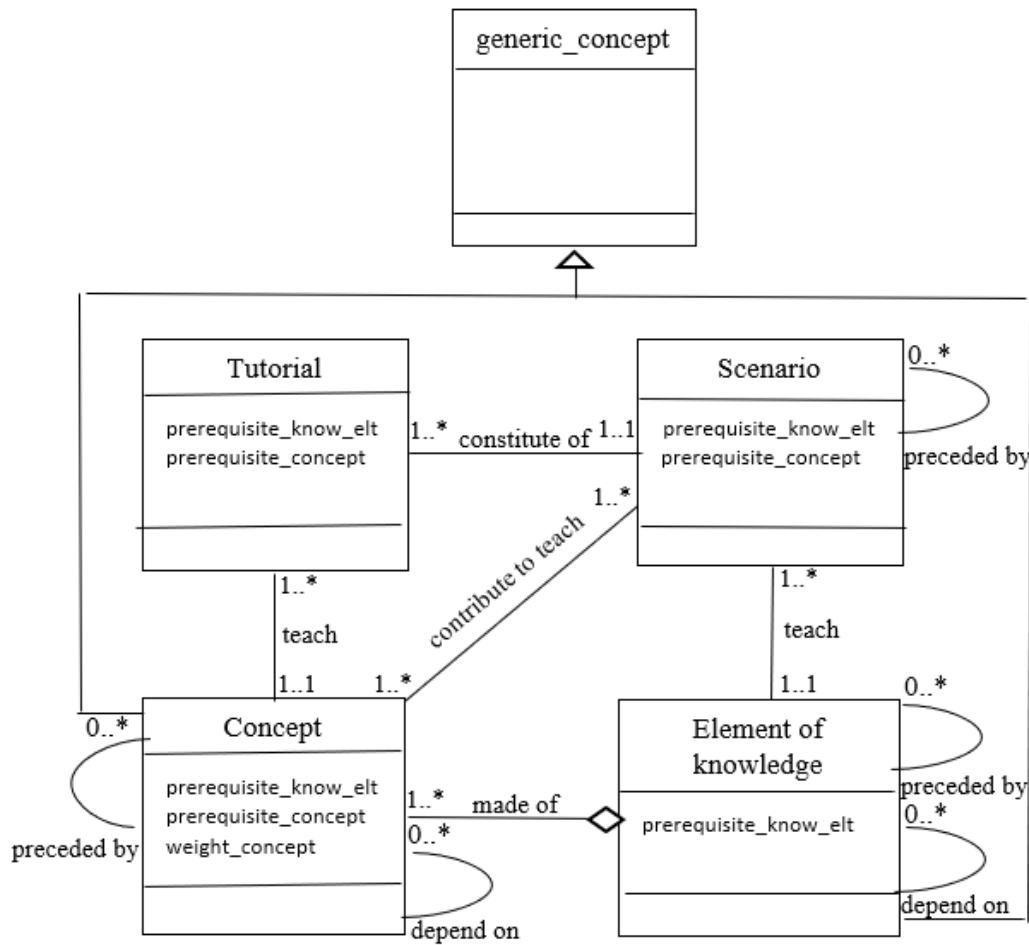 generic_concept
Tutorial
prerequisite_know_elt
prerequisite_concept
1..*
constitute of
1..1
Scenario
prerequisite_know_elt
prerequisite_concept
0..*
preceded by
1..*
contribute to teach
1..*
1..*
teach
1..1
1..*
teach
1..1
0..*
Concept
prerequisite_know_elt
prerequisite_concept
weight_concept
preceded by
1..*
made of
0..*
depend on
Element of
knowledge
prerequisite_know_elt
0..*
preceded by
0..*
depend on